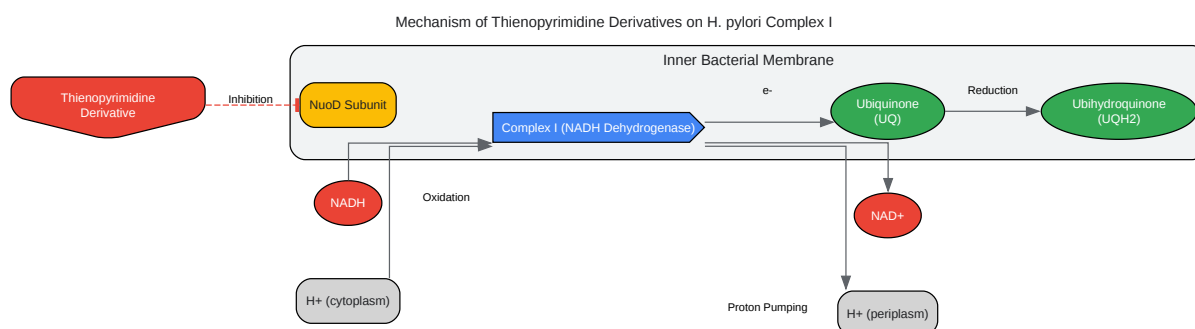 Mechanism of Thienopyrimidine Derivatives on H. pylori Complex I
Inner Bacterial Membrane
Thienopyrimidine
Derivative
Inhibition
NuoD Subunit
Complex I (NADH Dehydrogenase)
e-
Ubiquinone
(UQ)
Reduction
Ubihydroquinone
(UQH2)
NADH
Oxidation
NAD+
H+ (cytoplasm)
Proton Pumping
H+ (periplasm)